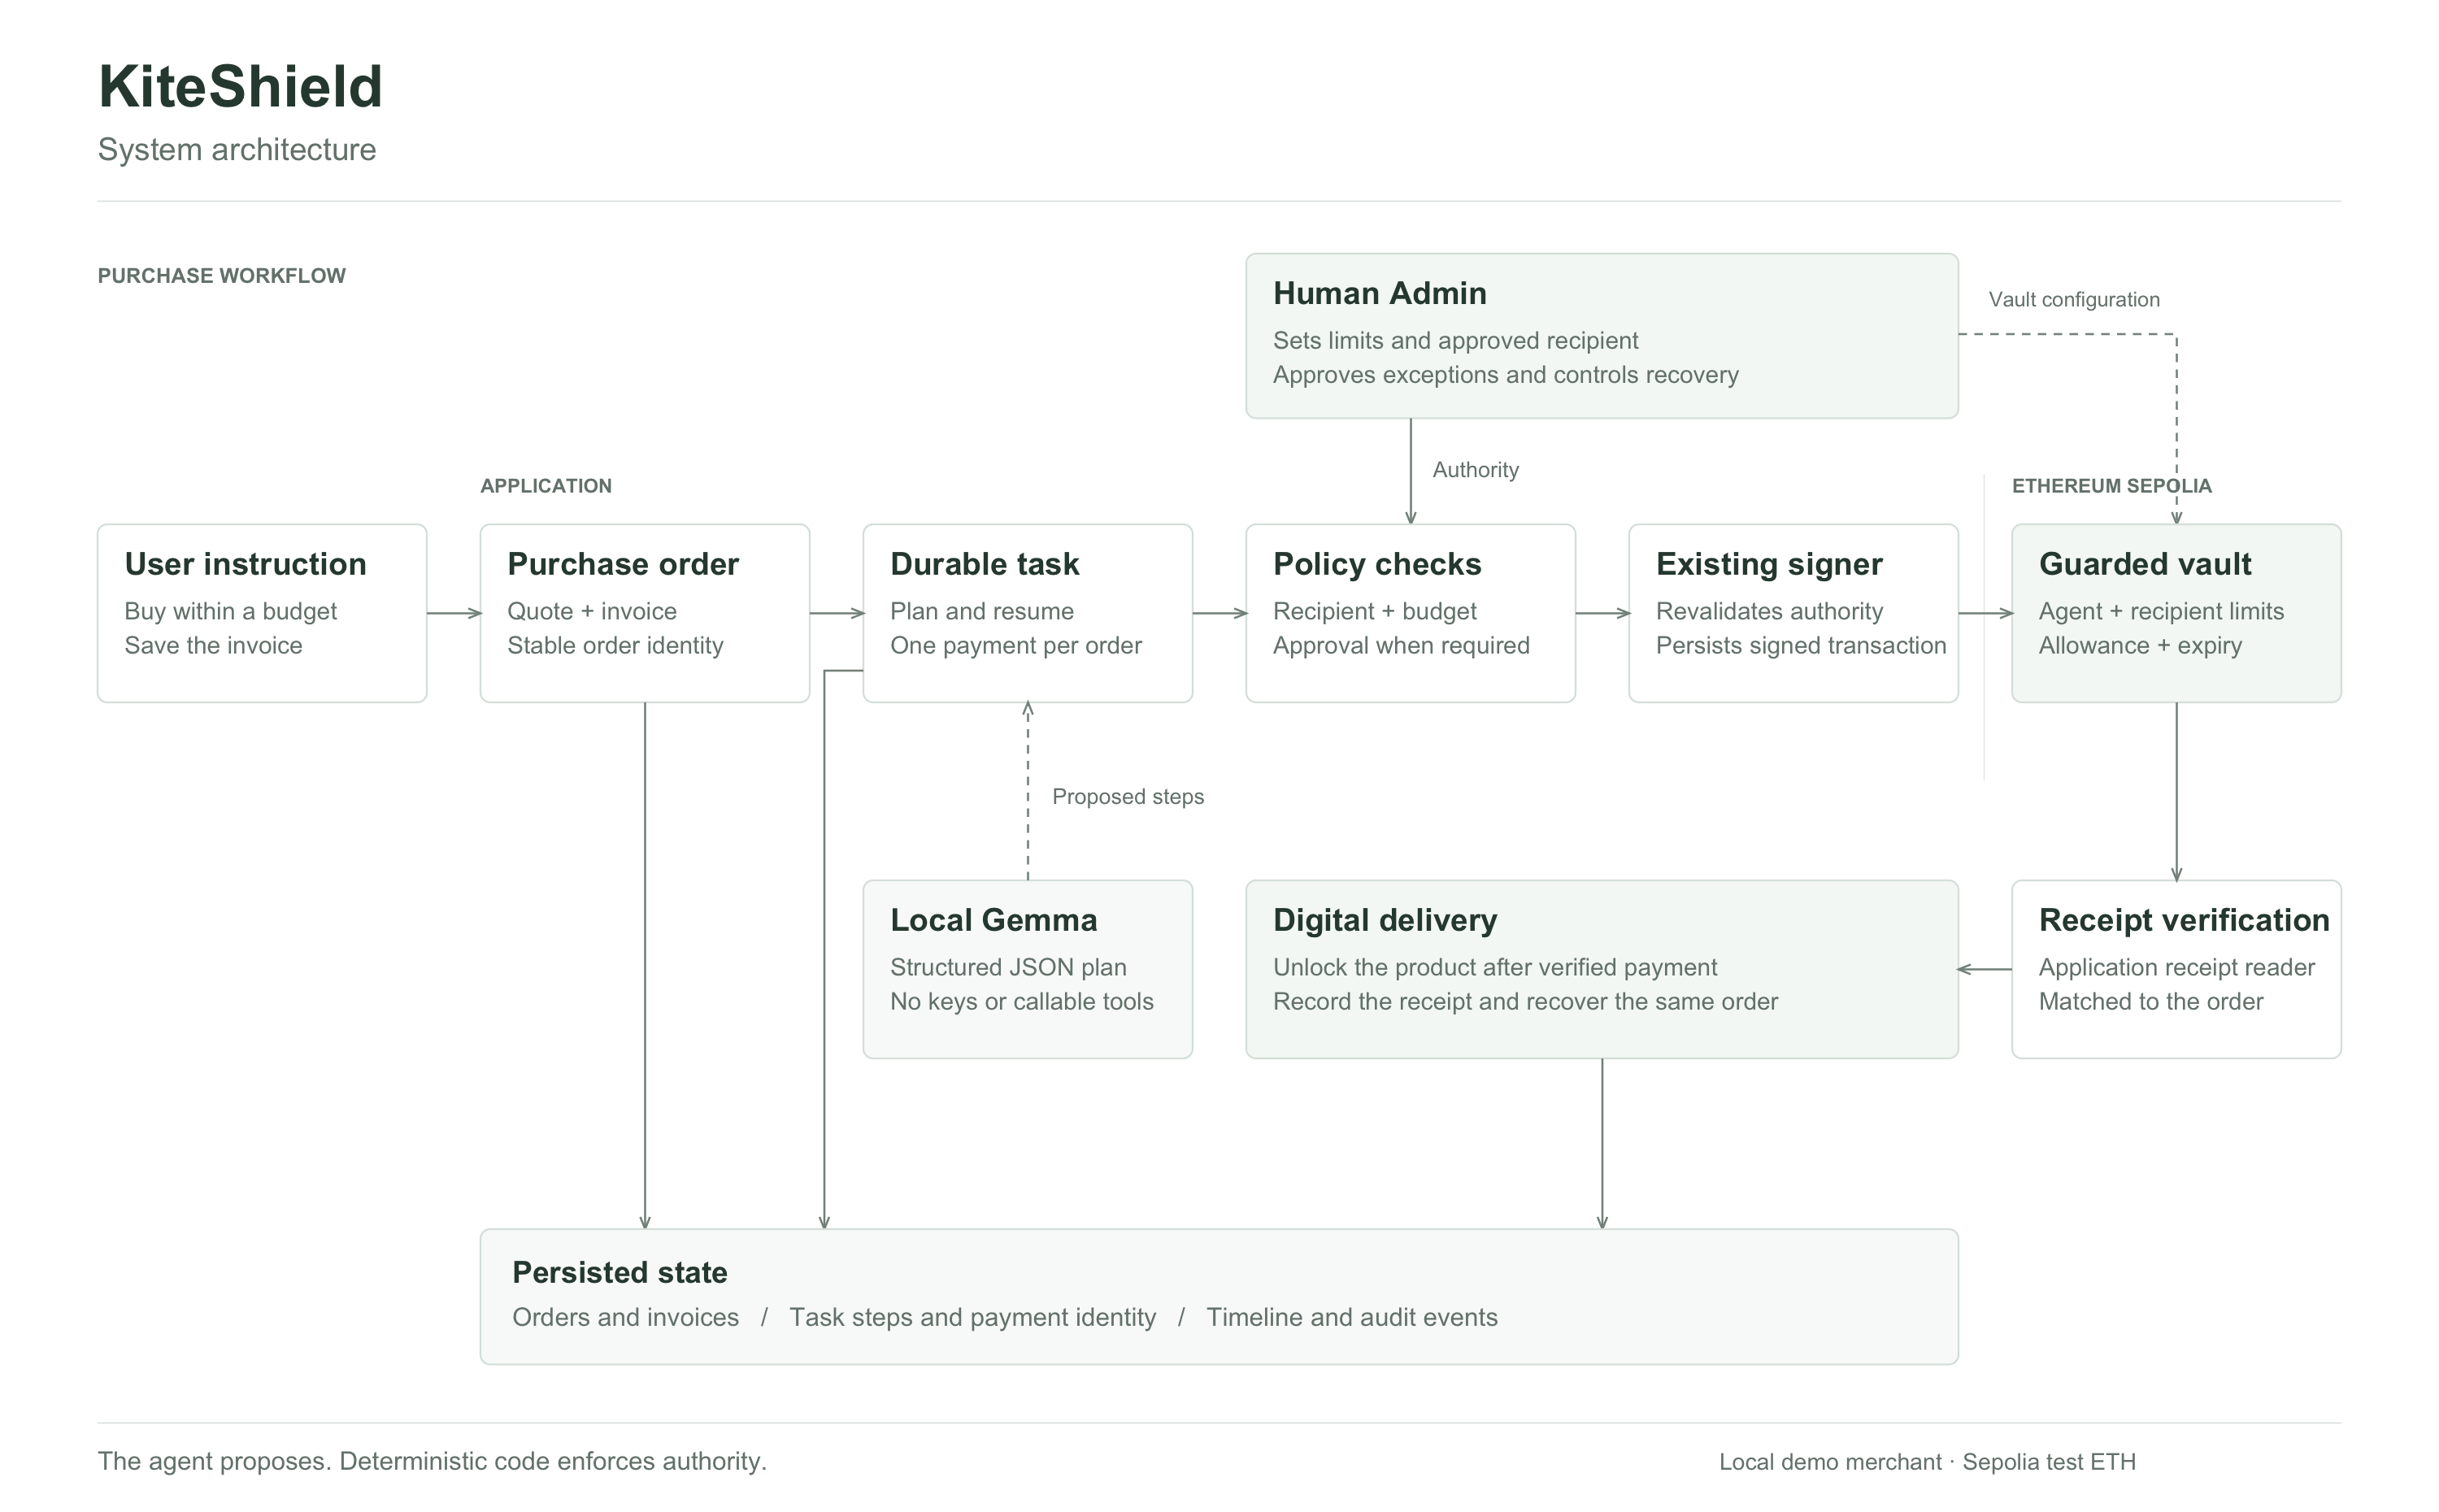 KiteShield
System architecture
PURCHASE WORKFLOW
Human Admin
Sets limits and approved recipient
Approves exceptions and controls recovery
Vault configuration
Authority
APPLICATION
ETHEREUM SEPOLIA
User instruction
Buy within a budget
Save the invoice
Purchase order
Quote + invoice
Stable order identity
Durable task
Plan and resume
One payment per order
Policy checks
Recipient + budget
Approval when required
Existing signer
Revalidates authority
Persists signed transaction
Guarded vault
Agent + recipient limits
Allowance + expiry
Proposed steps
Local Gemma
Structured JSON plan
No keys or callable tools
Digital delivery
Unlock the product after verified payment
Record the receipt and recover the same order
Receipt verification
Application receipt reader
Matched to the order
Persisted state
Orders and invoices / Task steps and payment identity / Timeline and audit events
The agent proposes. Deterministic code enforces authority.
Local demo merchant · Sepolia test ETH